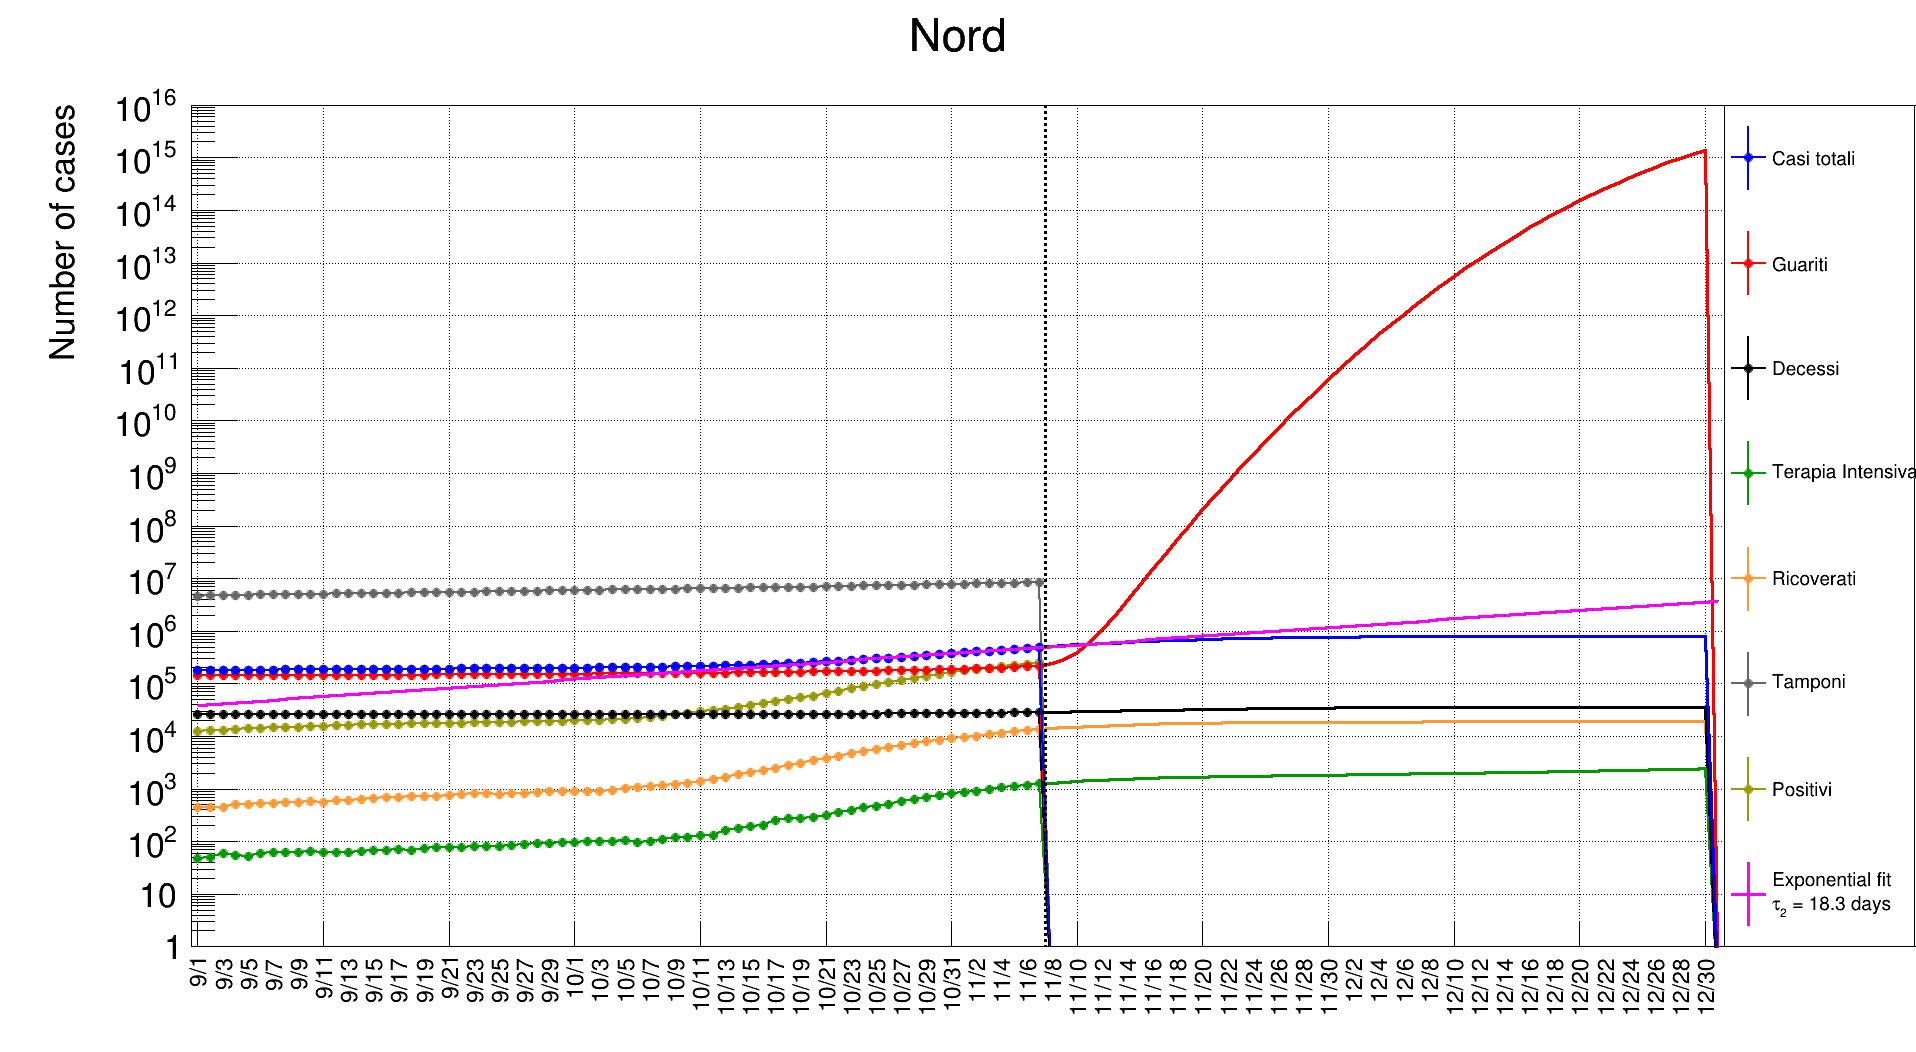 Nord
Number of cases
10^16
10^15
10^14
10^13
10^12
10^11
10^10
10^9
10^8
10^7
10^6
10^5
10^4
10^3
10^2
10
1
9/1 9/3 9/5 9/7 9/9 9/11 9/13 9/15 9/17 9/19 9/21 9/23 9/25 9/27 9/29 10/1 10/3 10/5 10/7 10/9 10/11 10/13 10/15 10/17 10/19 10/21 10/23 10/25 10/27 10/29 10/31 11/2 11/4 11/6 11/8 11/10 11/12 11/14 11/16 11/18 11/20 11/22 11/24 11/26 11/28 11/30 12/2 12/4 12/6 12/8 12/10 12/12 12/14 12/16 12/18 12/20 12/22 12/24 12/26 12/28 12/30
Casi totali
Guariti
Decessi
Terapia Intensiva
Ricoverati
Tamponi
Positivi
Exponential fit
τ₂ = 18.3 days